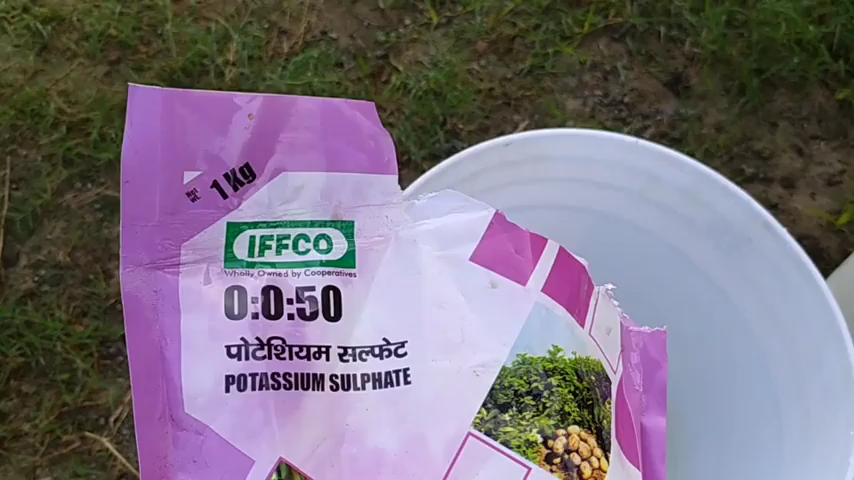 Net
Wt. 1 Kg
IFFCO
Wholly Owned by Cooperatives
0:0:50
पोटेशियम सल्फेट
POTASSIUM SULPHATE